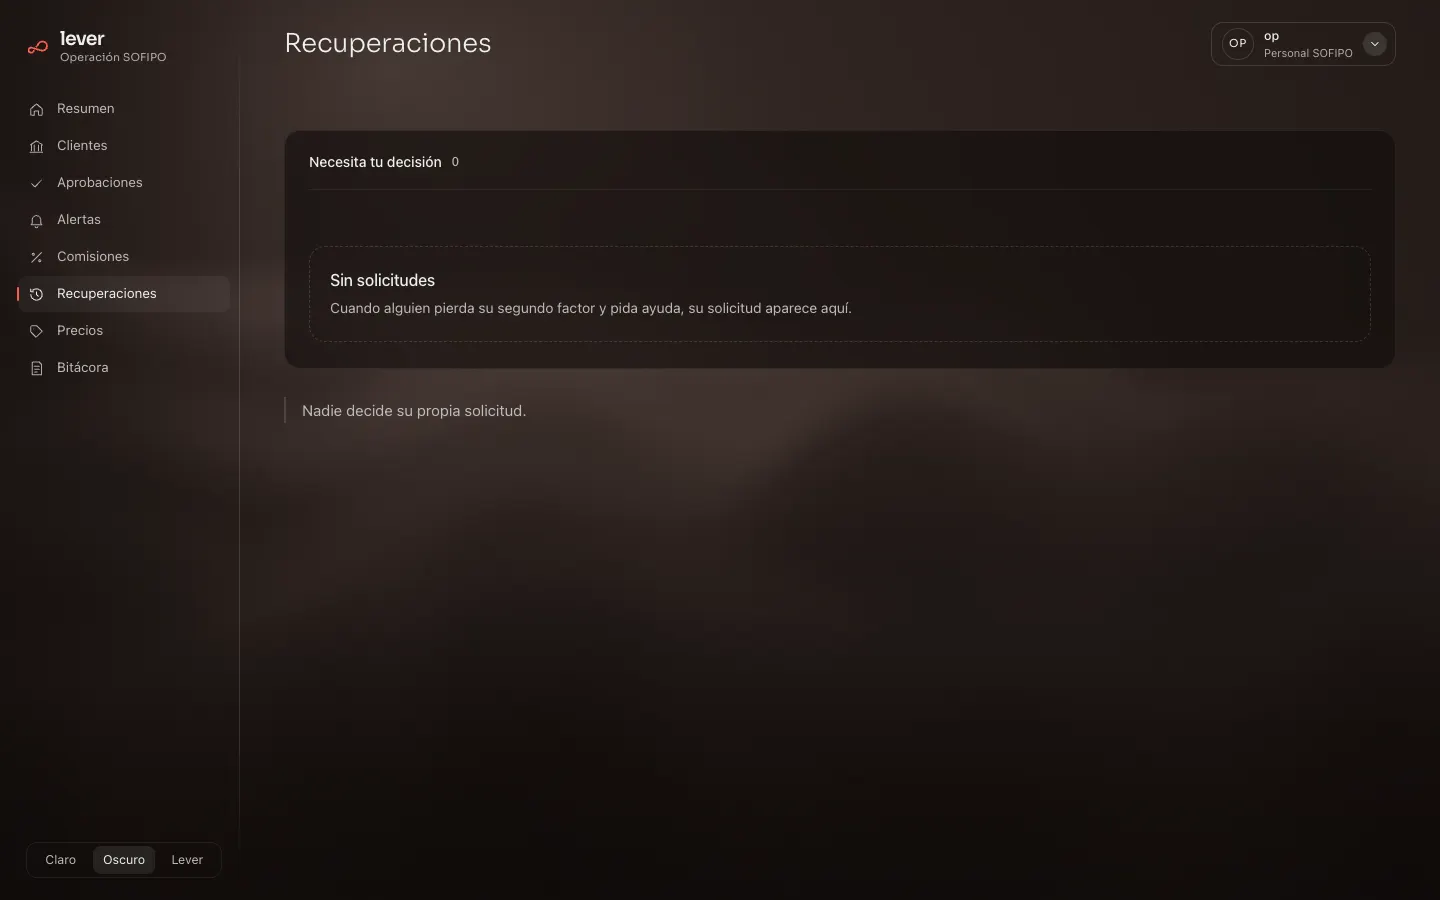 lever
Operación SOFIPO
Resumen
Clientes
Aprobaciones
Alertas
Comisiones
Recuperaciones
Precios
Bitácora
Claro
Oscuro
Lever
Recuperaciones
OP
op
Personal SOFIPO
Necesita tu decisión 0
Sin solicitudes
Cuando alguien pierda su segundo factor y pida ayuda, su solicitud aparece aquí.
Nadie decide su propia solicitud.